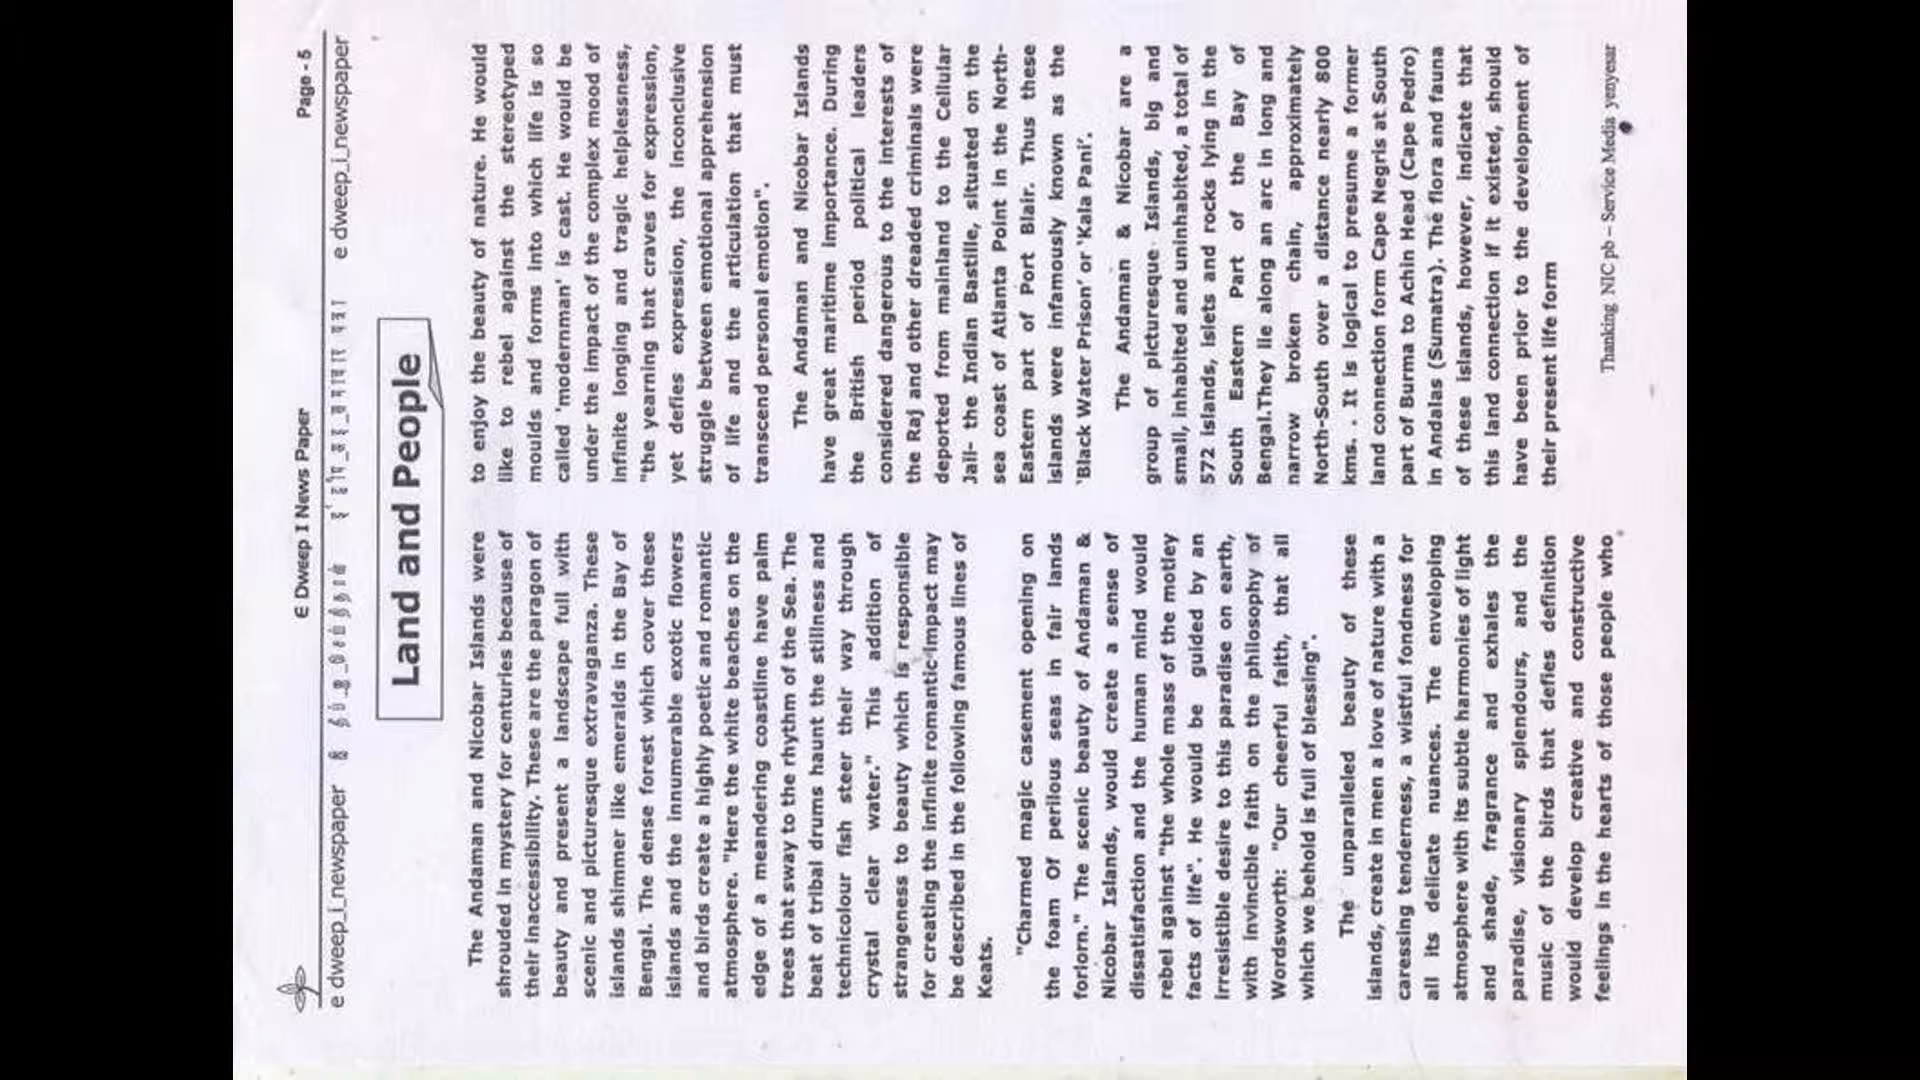 Є Dweep I News Paper Page - 5
e dweep_i_newspaper e dweep_i_newspaper
Land and People
The Andaman and Nicobar Islands were
shrouded in mystery for centuries because of
their inaccessibility. These are the paragon of
beauty and present a landscape full with
scenic and picturesque extravaganza. These
islands shimmer like emeralds in the Bay of
Bengal. The dense forest which cover these
islands and the innumerable exotic flowers
and birds create a highly poetic and romantic
atmosphere. "Here the white beaches on the
edge of a meandering coastline have palm
trees that sway to the rhythm of the Sea. The
beat of tribal drums haunt the stillness and
technicolour fish steer their way through
crystal clear water." This addition of
strangeness to beauty which is responsible
for creating the infinite romantic impact may
be described in the following famous lines of
Keats.
"Charmed magic casement opening on
the foam Of perilous seas in fair lands
forlorn." The scenic beauty of Andaman &
Nicobar Islands, would create a sense of
dissatisfaction and the human mind would
rebel against "the whole mass of the motley
facts of life". He would be guided by an
irresistible desire to this paradise on earth,
with invincible faith on the philosophy of
Wordsworth: "Our cheerful faith, that all
which we behold is full of blessing".
The unparalled beauty of these
islands, create in men a love of nature with a
caressing tenderness, a wistful fondness for
all its delicate nuances. The enveloping
atmosphere with its subtle harmonies of light
and shade, fragrance and exhales the
paradise, visionary splendours, and the
music of the birds that defies definition
would develop creative and constructive
feelings in the hearts of those people who
to enjoy the beauty of nature. He would
like to rebel against the stereotyped
moulds and forms into which life is so
called 'modernman' is cast. He would be
under the impact of the complex mood of
infinite longing and tragic helplessness,
"the yearning that craves for expression,
yet defies expression, the inconclusive
struggle between emotional apprehension
of life and the articulation that must
transcend personal emotion".
The Andaman and Nicobar Islands
have great maritime importance. During
the British period political leaders
considered dangerous to the interests of
the Raj and other dreaded criminals were
deported from mainland to the Cellular
Jail- the Indian Bastille, situated on the
sea coast of Atlanta Point in the North-
Eastern part of Port Blair. Thus these
islands were infamously known as the
'Black Water Prison' or 'Kala Pani'.
The Andaman & Nicobar are a
group of picturesque Islands, big and
small, inhabited and uninhabited, a total of
572 islands, islets and rocks lying in the
South Eastern Part of the Bay of
Bengal.They lie along an arc in long and
narrow broken chain, approximately
North-South over a distance nearly 800
kms. . It is logical to presume a former
land connection form Cape Negris at South
part of Burma to Achin Head (Cape Pedro)
in Andalas (Sumatra). The flora and fauna
of these islands, however, indicate that
this land connection if it existed, should
have been prior to the development of
their present life form
Thanking NIC pb – Service Media yenyesar